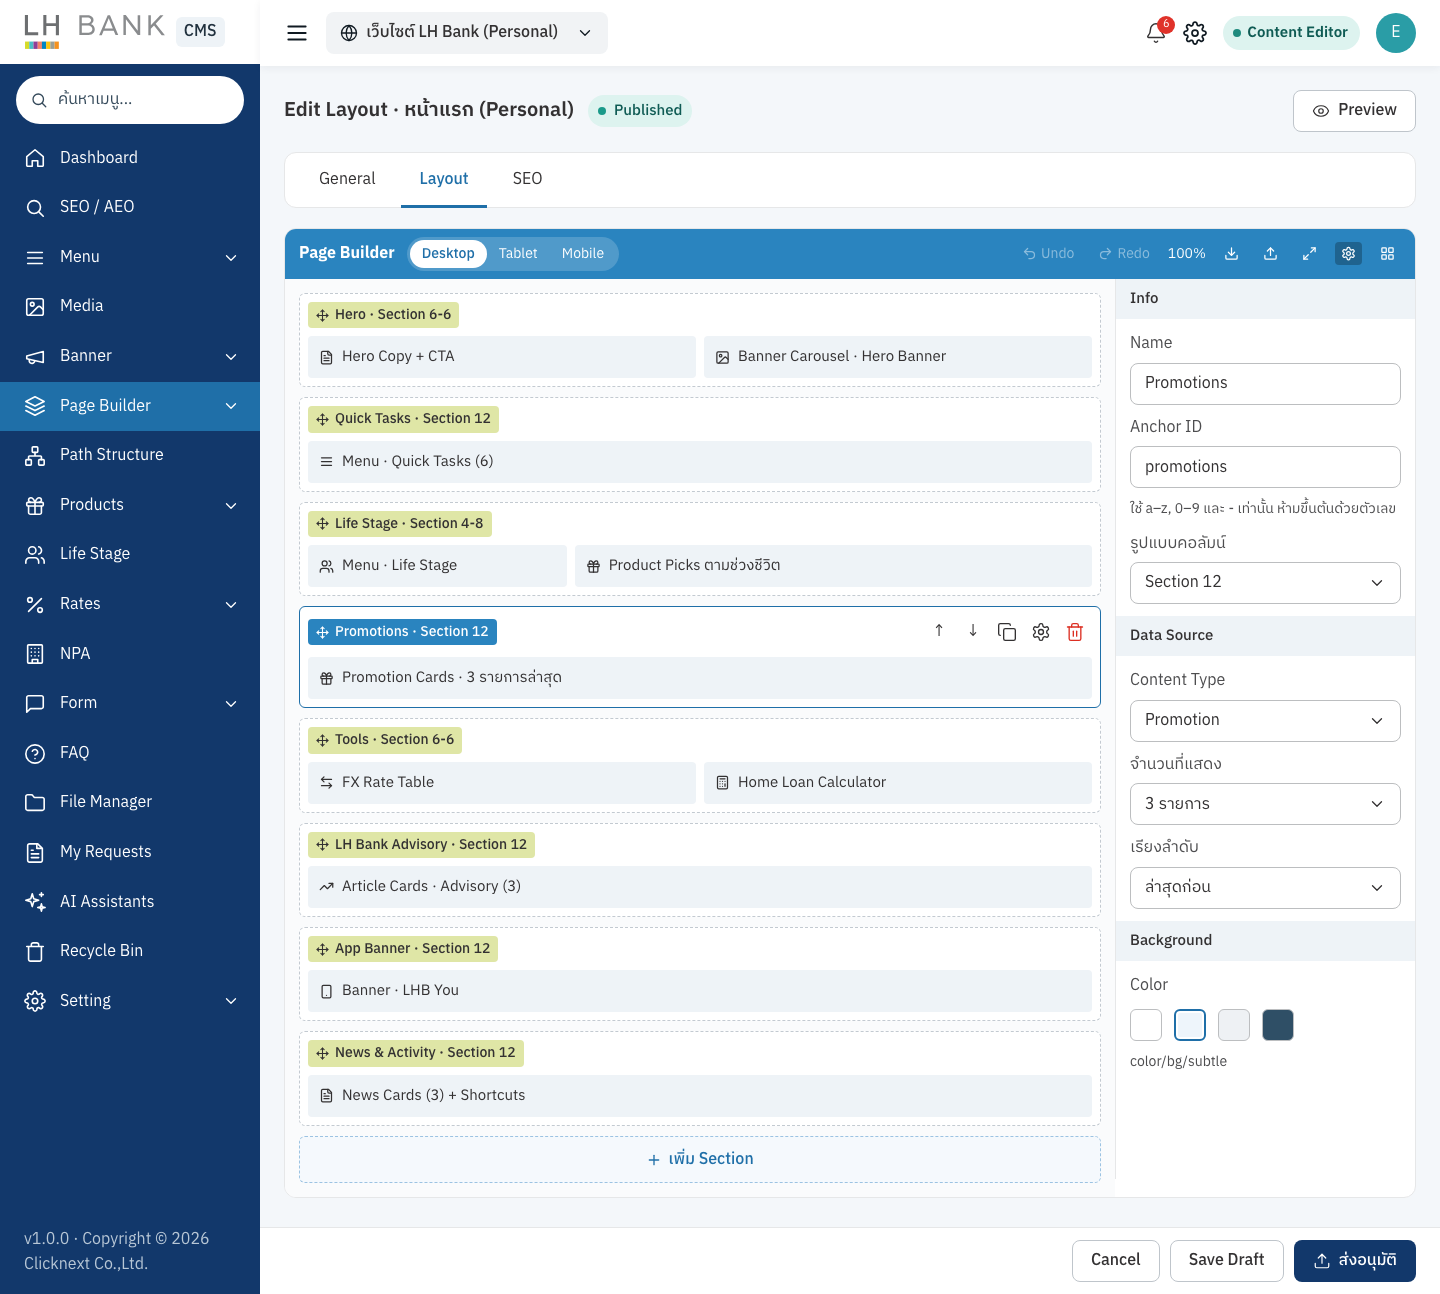 LH BANK CMS
เว็บไซต์ LH Bank (Personal)
6
Content Editor
E
ค้นหาเมนู...
Dashboard
SEO / AEO
Menu
Media
Banner
Page Builder
Path Structure
Products
Life Stage
Rates
NPA
Form
FAQ
File Manager
My Requests
AI Assistants
Recycle Bin
Setting
v1.0.0 · Copyright © 2026
Clicknext Co.,Ltd.
Edit Layout · หน้าแรก (Personal)
Published
Preview
General
Layout
SEO
Page Builder
Desktop
Tablet
Mobile
Undo
Redo
100%
Hero · Section 6-6
Hero Copy + CTA
Banner Carousel · Hero Banner
Quick Tasks · Section 12
Menu · Quick Tasks (6)
Life Stage · Section 4-8
Menu · Life Stage
Product Picks ตามช่วงชีวิต
Promotions · Section 12
↑
↓
Promotion Cards · 3 รายการล่าสุด
Tools · Section 6-6
FX Rate Table
Home Loan Calculator
LH Bank Advisory · Section 12
Article Cards · Advisory (3)
App Banner · Section 12
Banner · LHB You
News & Activity · Section 12
News Cards (3) + Shortcuts
เพิ่ม Section
Info
Name
Promotions
Anchor ID
promotions
ใช้ a–z, 0–9 และ - เท่านั้น ห้ามขึ้นต้นด้วยตัวเลข
รูปแบบคอลัมน์
Section 12
Data Source
Content Type
Promotion
จำนวนที่แสดง
3 รายการ
เรียงลำดับ
ล่าสุดก่อน
Background
Color
color/bg/subtle
Cancel
Save Draft
ส่งอนุมัติ